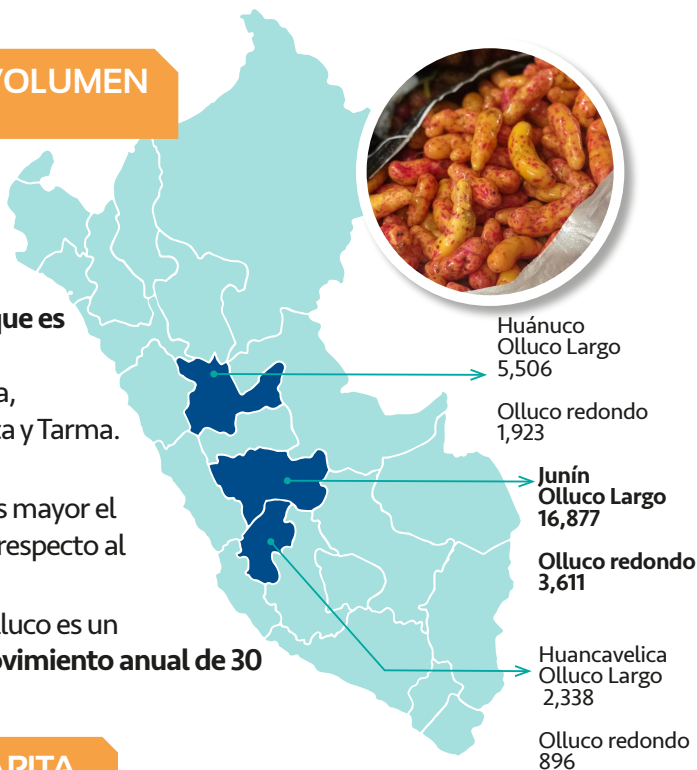 VOLUMEN
que es
a,
ca y Tarma.
s mayor el
respecto al
lluco es un
ovimiento anual de 30
ARITA
Huánuco
Olluco Largo
5,506
Olluco redondo
1,923
Junín
Olluco Largo
16,877
Olluco redondo
3,611
Huancavelica
Olluco Largo
2,338
Olluco redondo
896